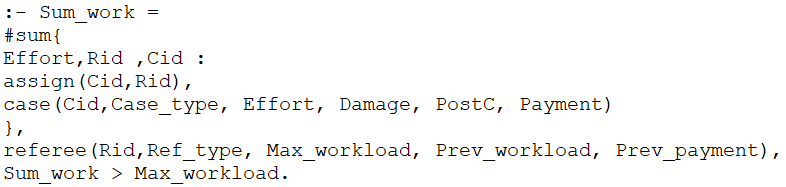 :- Sum_work =
#sum{
Effort,Rid ,Cid :
assign(Cid,Rid),
case(Cid,Case_type, Effort, Damage, PostC, Payment)
},
referee(Rid,Ref_type, Max_workload, Prev_workload, Prev_payment),
Sum_work > Max_workload.